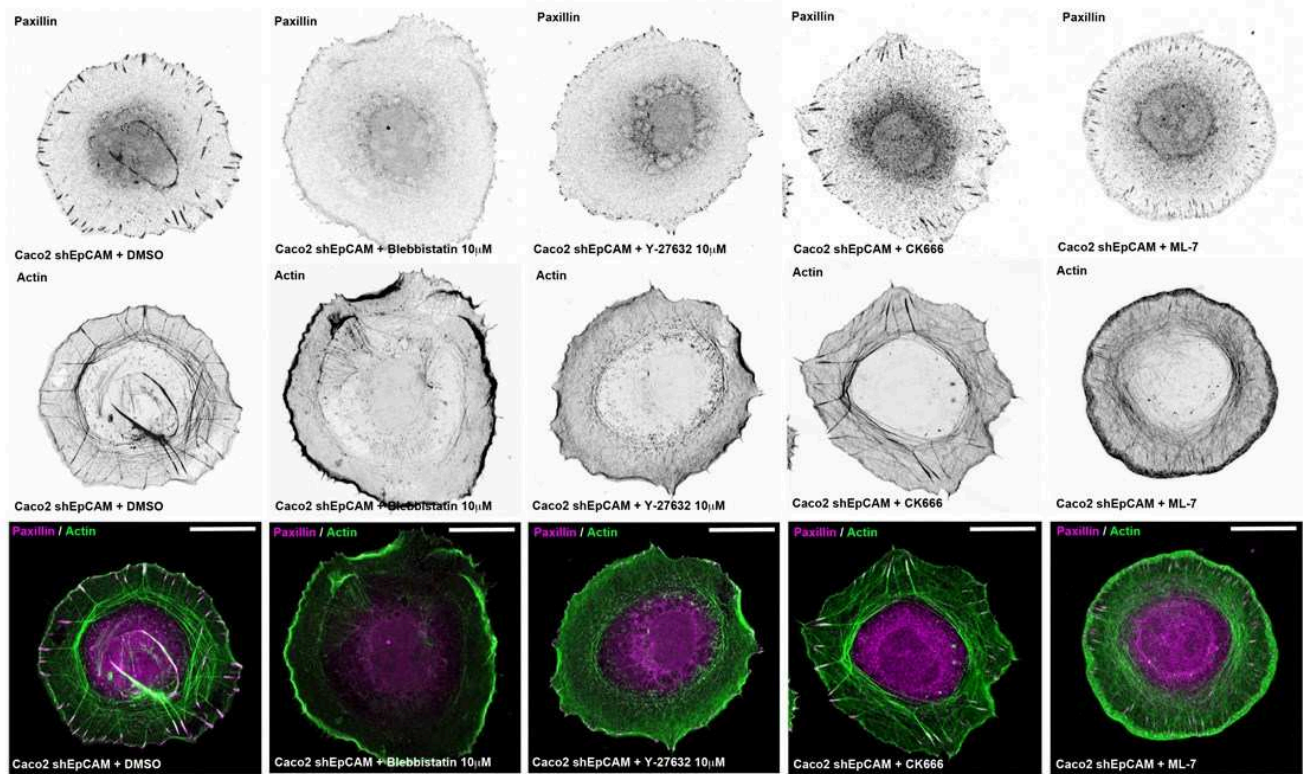 Paxillin
Paxillin
Paxillin
Paxillin
Paxillin
Caco2 shEpCAM + DMSO
Caco2 shEpCAM + Blebbistatin 10µM
Caco2 shEpCAM + Y-27632 10µM
Caco2 shEpCAM + CK666
Caco2 shEpCAM + ML-7
Actin
Actin
Actin
Actin
Actin
Caco2 shEpCAM + DMSO
Caco2 shEpCAM + Blebbistatin 10µM
Caco2 shEpCAM + Y-27632 10µM
Caco2 shEpCAM + CK666
Caco2 shEpCAM + ML-7
Paxillin / Actin
Paxillin / Actin
Paxillin / Actin
Paxillin / Actin
Paxillin / Actin
Caco2 shEpCAM + DMSO
Caco2 shEpCAM + Blebbistatin 10µM
Caco2 shEpCAM + Y-27632 10µM
Caco2 shEpCAM + CK666
Caco2 shEpCAM + ML-7